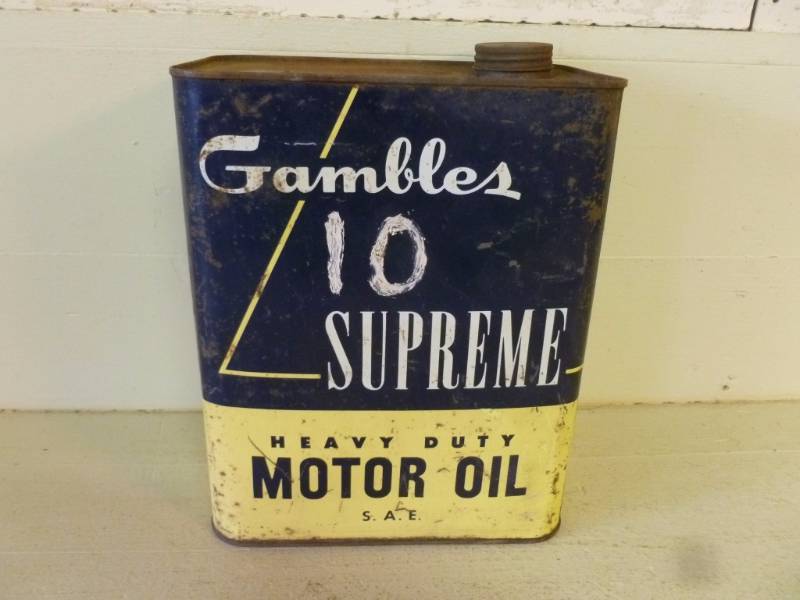 Gambles
10
SUPREME
HEAVY DUTY
MOTOR OIL
S. A. E.